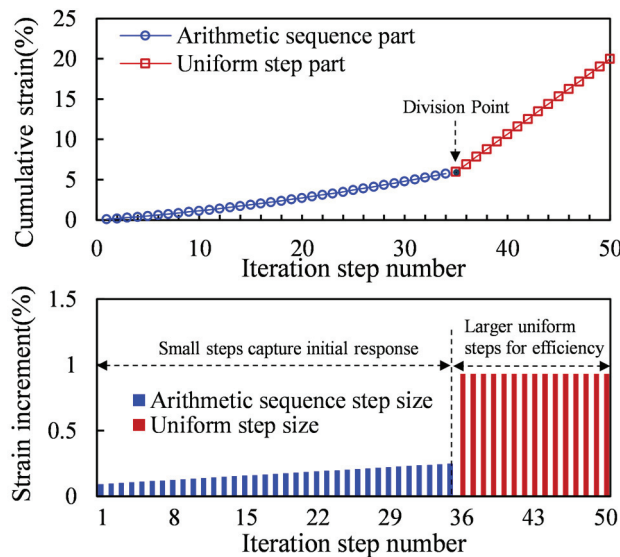 Cumulative strain(%)
25
20
15
10
5
0
Arithmetic sequence part
Uniform step part
Division Point
0
10
20
30
40
50
Iteration step number
Strain increment(%)
1.5
1
0.5
0
Small steps capture initial response
Larger uniform
steps for efficiency
Arithmetic sequence step size
Uniform step size
1
8
15
22
29
36
43
50
Iteration step number